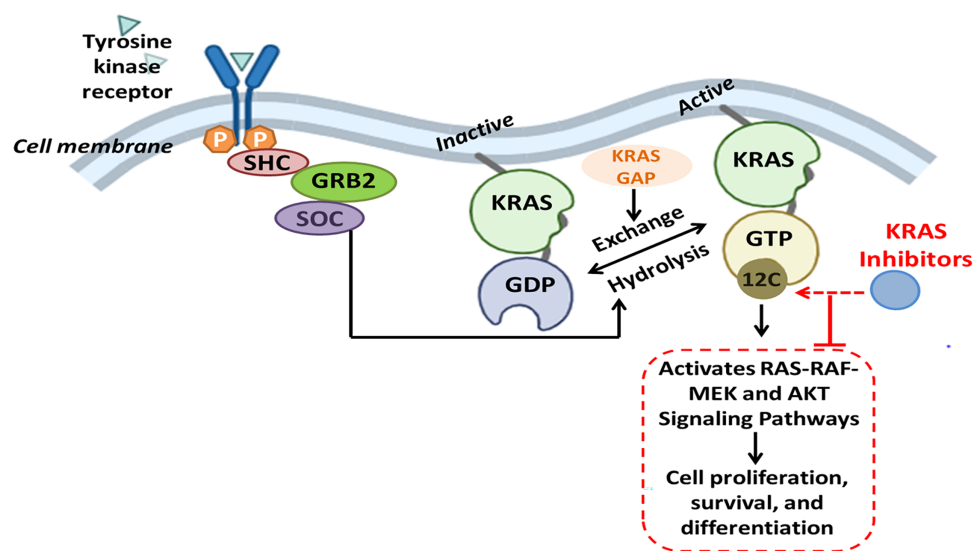 Tyrosine
kinase
receptor
Cell membrane
P
P
SHC
GRB2
SOC
Inactive
KRAS
GDP
KRAS
GAP
Exchange
Hydrolysis
Active
KRAS
GTP
12C
KRAS
Inhibitors
Activates RAS-RAF-
MEK and AKT
Signaling Pathways
Cell proliferation,
survival, and
differentiation